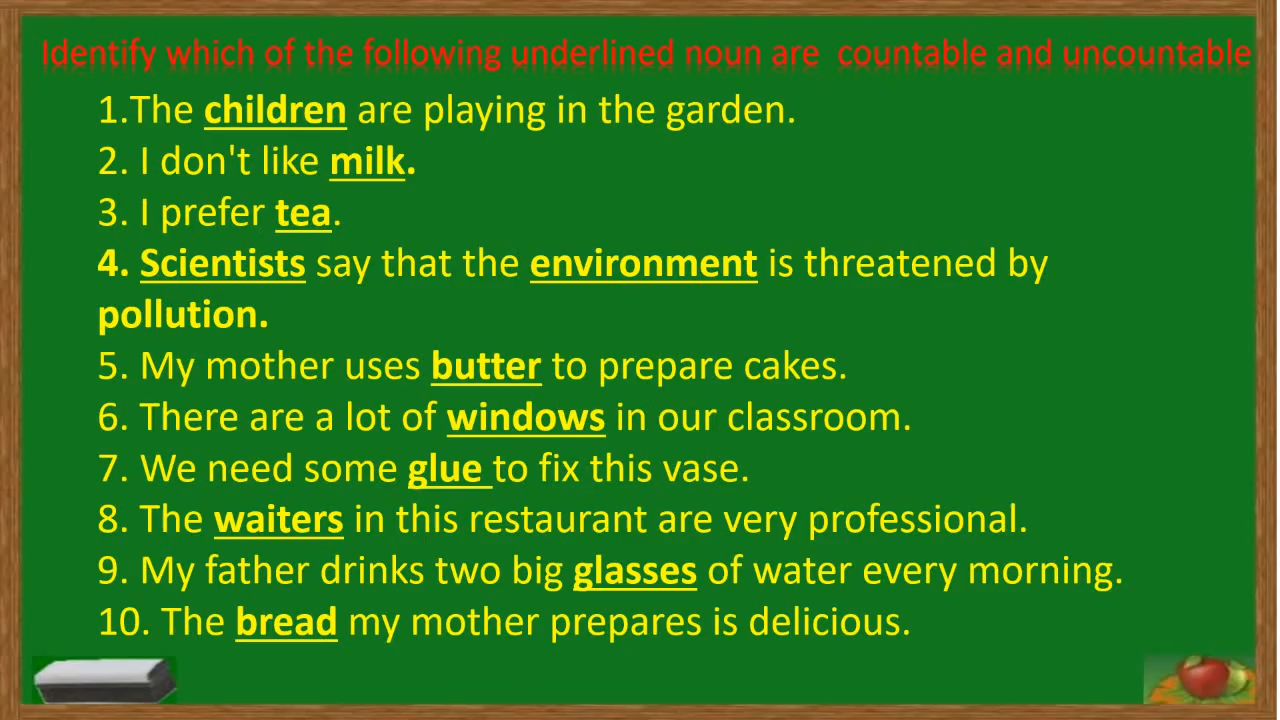 Identify which of the following underlined noun are countable and uncountable
1.The children are playing in the garden.
2. I don't like milk.
3. I prefer tea.
4. Scientists say that the environment is threatened by
pollution.
5. My mother uses butter to prepare cakes.
6. There are a lot of windows in our classroom.
7. We need some glue to fix this vase.
8. The waiters in this restaurant are very professional.
9. My father drinks two big glasses of water every morning.
10. The bread my mother prepares is delicious.